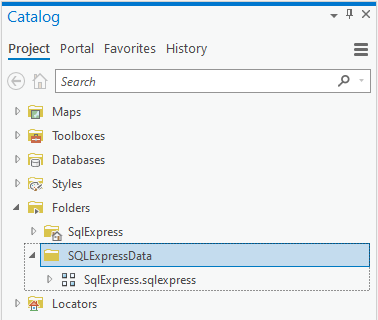 Catalog
Project Portal Favorites History
Search
Maps
Toolboxes
Databases
Styles
Folders
SqlExpress
SQLExpressData
SqlExpress.sqlexpress
Locators